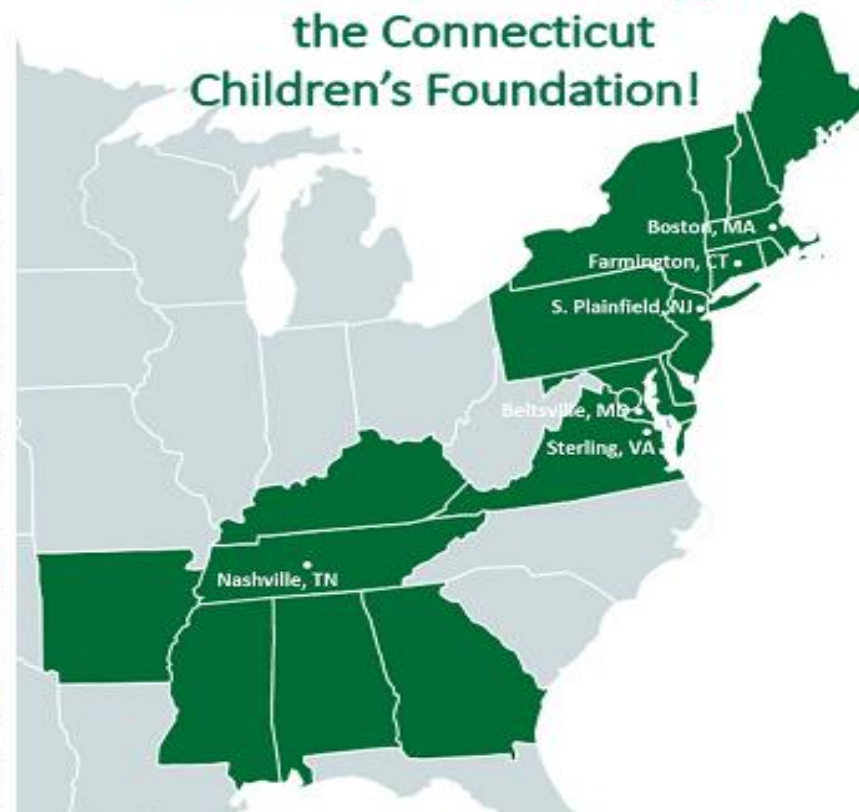 the Connecticut
Children's Foundation!
Boston, MA
Farmington, CT
S. Plainfield, NJ
Beltsville, MD
Sterling, VA
Nashville, TN